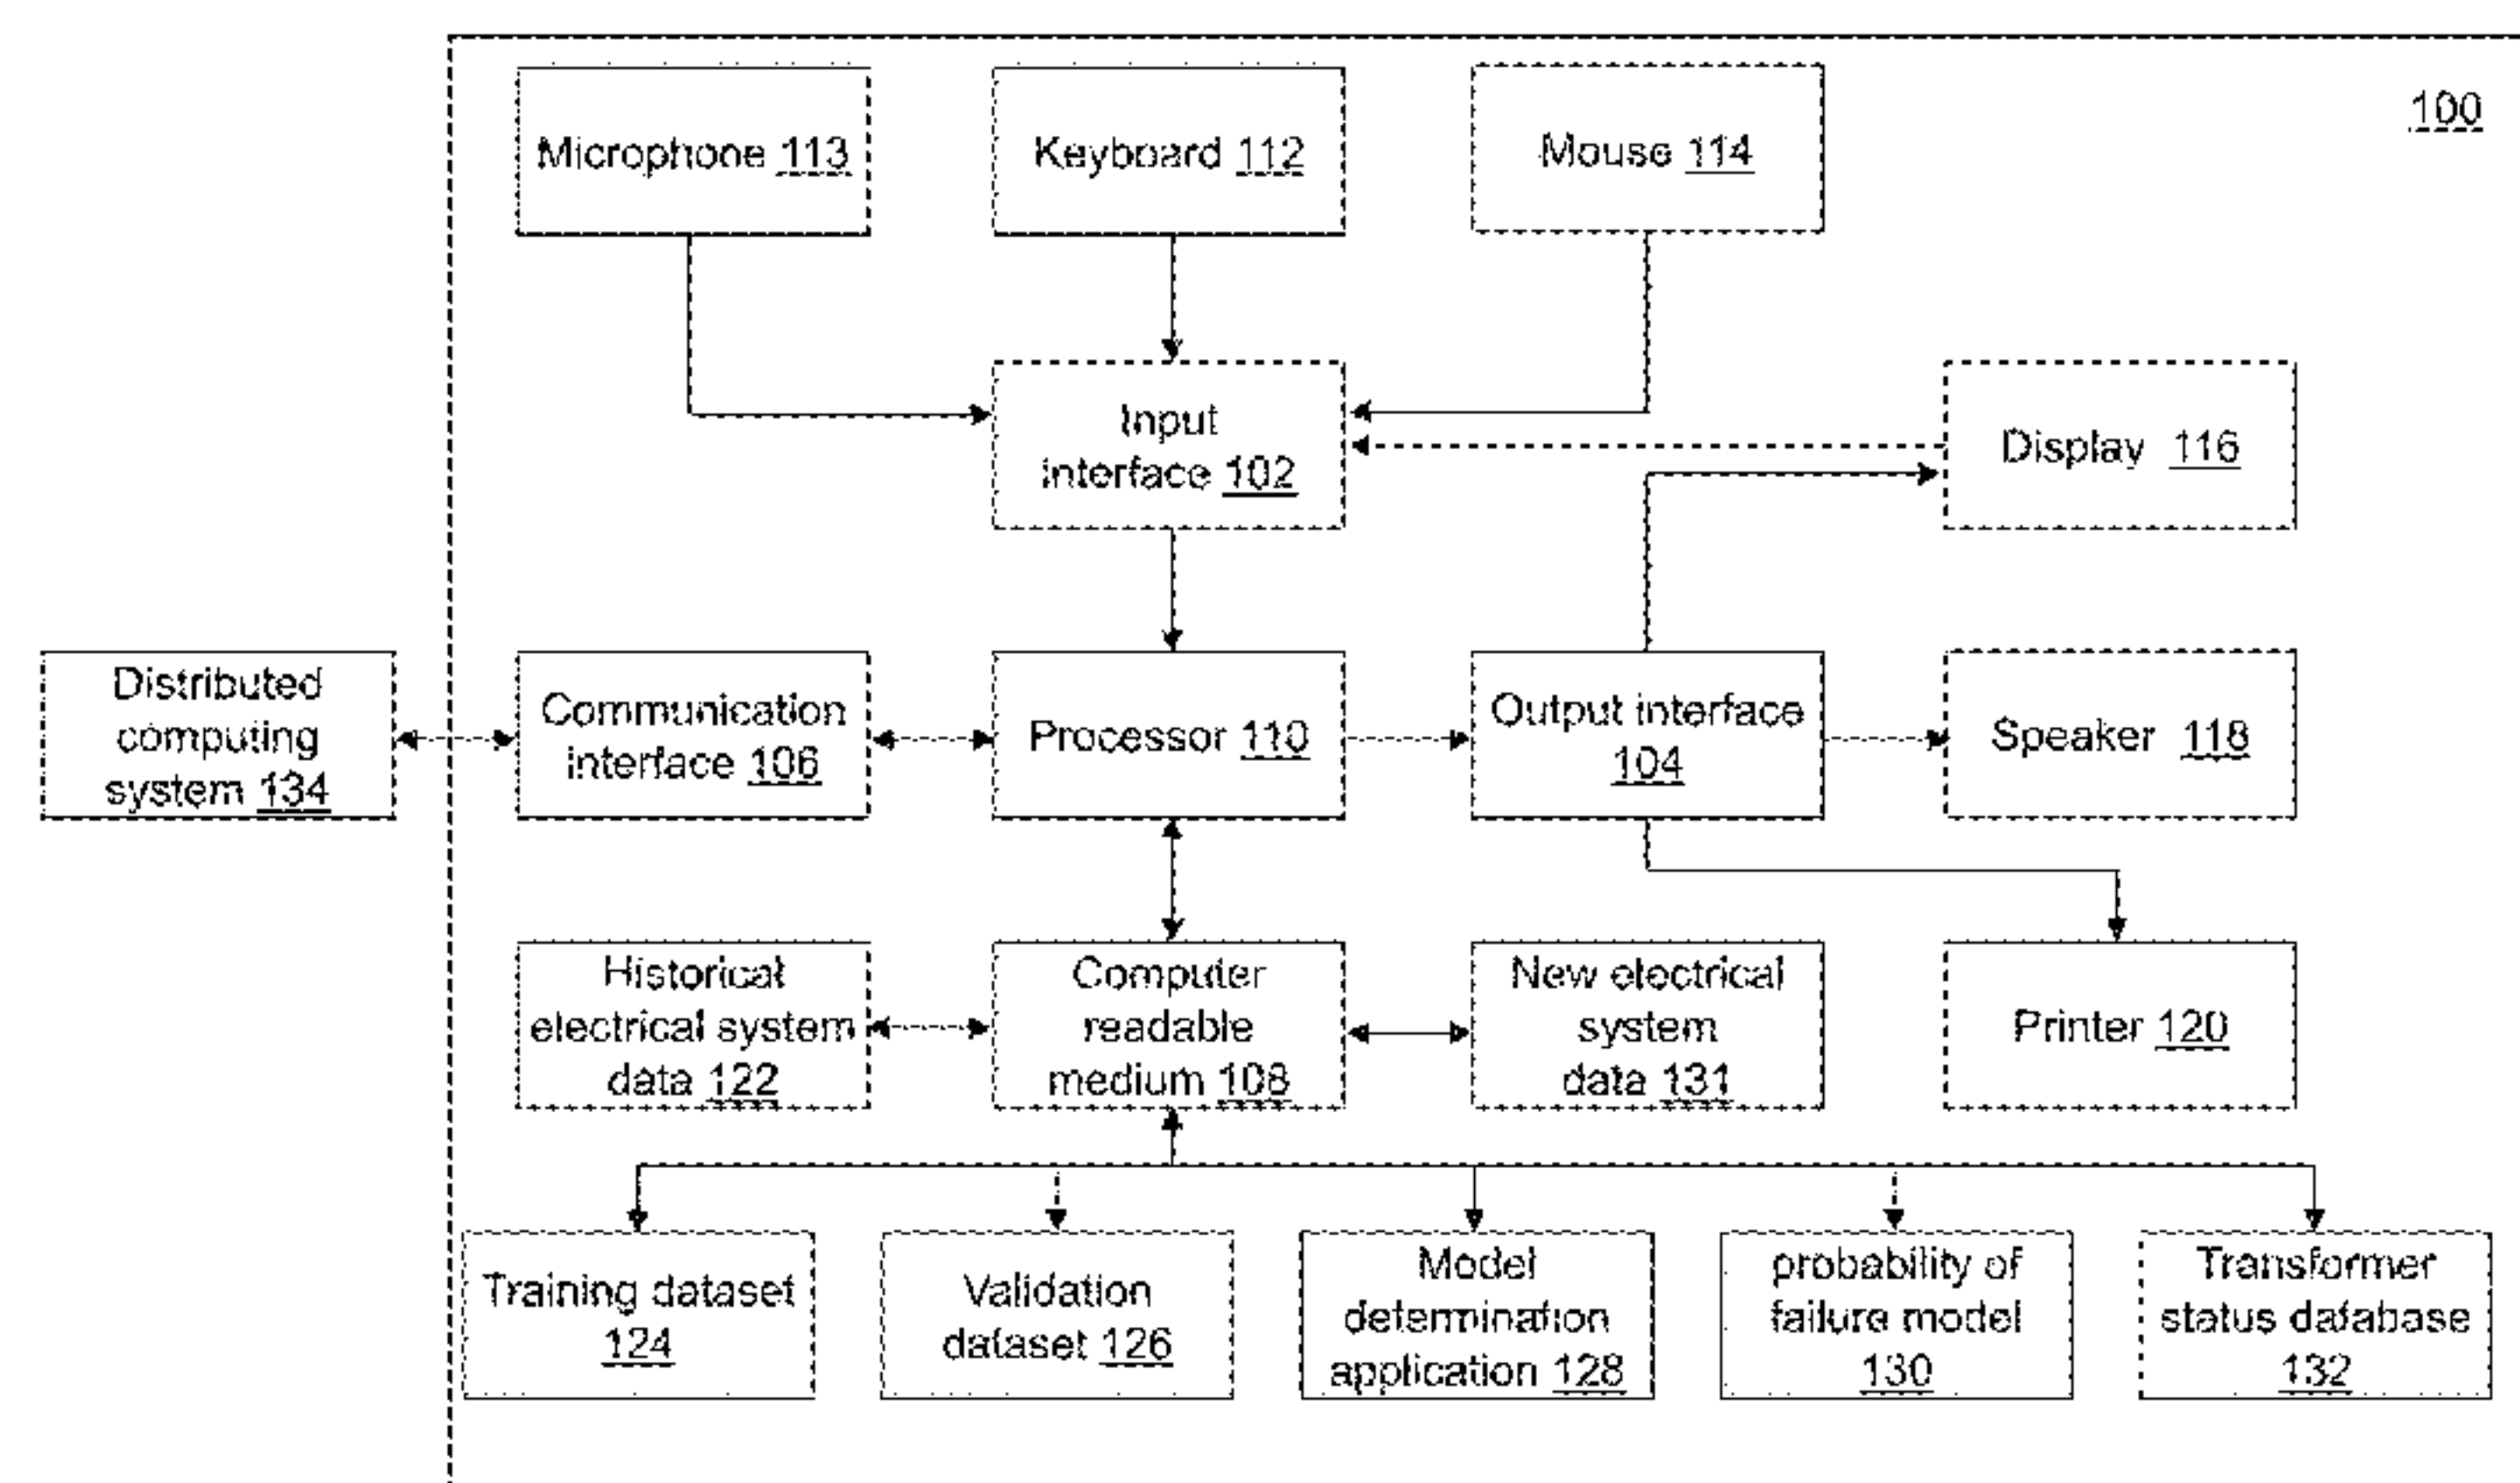 100
Microphone 113
Keyboard 112
Mouse 114
Input
interface 102
Display 116
Distributed
computing
system 134
Communication
interface 106
Processor 110
Output interface
104
Speaker 118
Historical
electrical system
data 122
Computer
readable
medium 108
New electrical
system
data 131
Printer 120
Training dataset
124
Validation
dataset 126
Model
determination
application 128
probability of
failure model
130
Transformer
status database
132